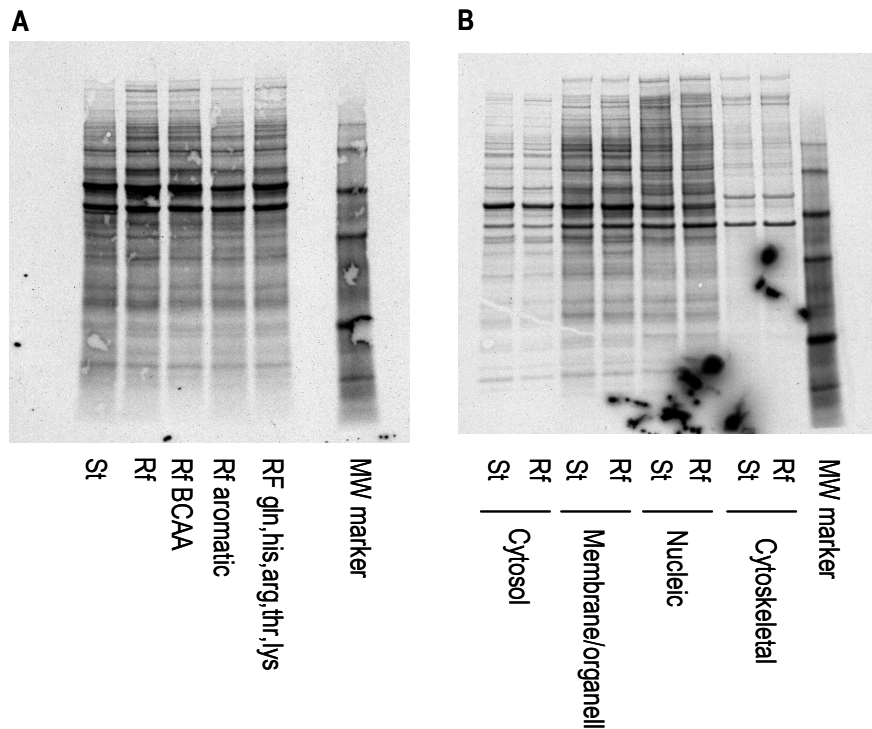 A
B
St
Rf
Rf BCAA
Rf aromatic
RF gln,his,arg,thr,lys
MW marker
St
Rf
St
Rf
St
Rf
St
Rf
MW marker
Cytosol
Membrane/organell
Nucleic
Cytoskeletal